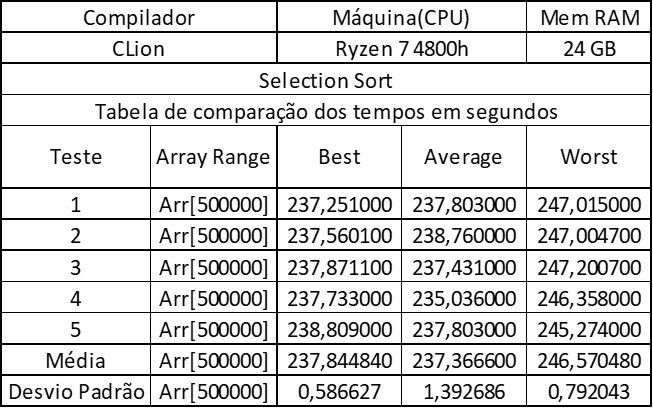 Compilador Máquina(CPU) Mem RAM
CLion Ryzen 7 4800h 24 GB
Selection Sort
Tabela de comparação dos tempos em segundos
Teste Array Range Best Average Worst
1 Arr[500000] 237,251000 237,803000 247,015000
2 Arr[500000] 237,560100 238,760000 247,004700
3 Arr[500000] 237,871100 237,431000 247,200700
4 Arr[500000] 237,733000 235,036000 246,358000
5 Arr[500000] 238,809000 237,803000 245,274000
Média Arr[500000] 237,844840 237,366600 246,570480
Desvio Padrão Arr[500000] 0,586627 1,392686 0,792043